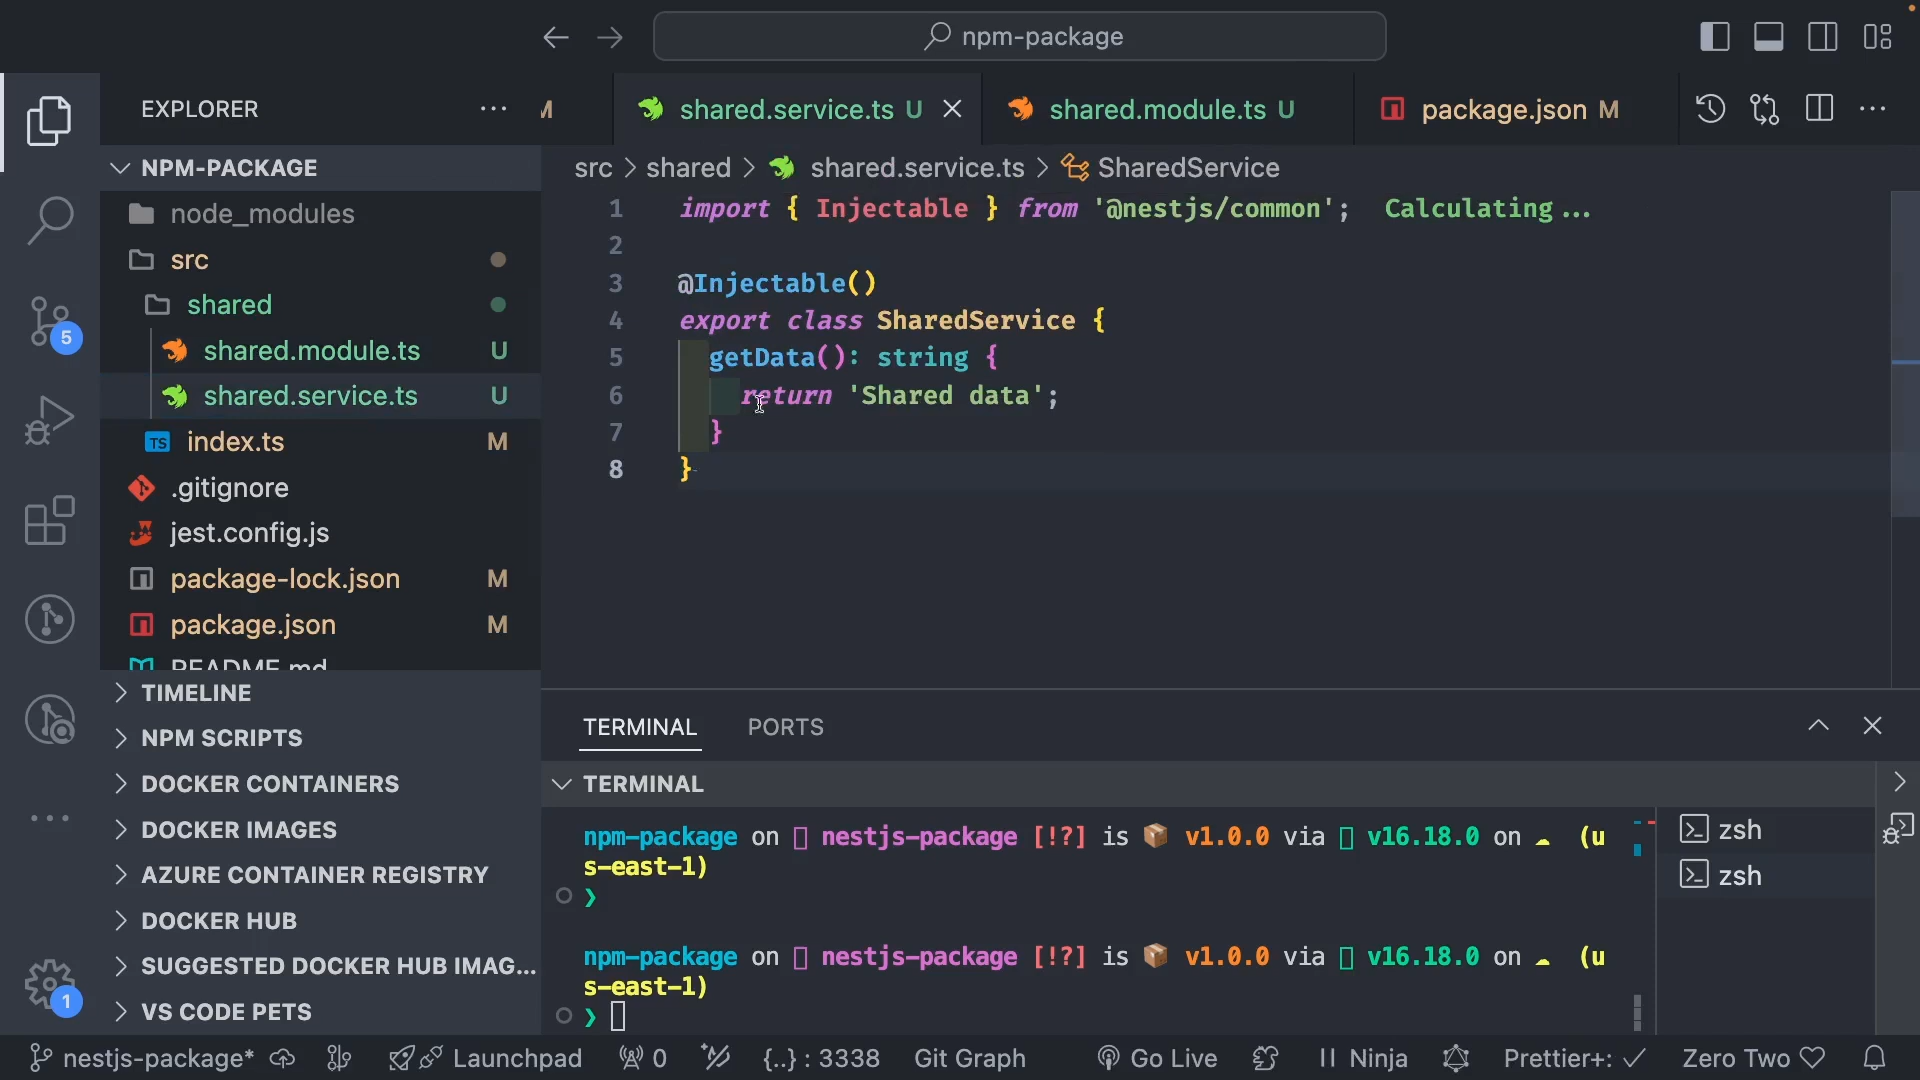 npm-package
EXPLORER
M
shared.service.ts U
shared.module.ts U
package.json M
NPM-PACKAGE
src > shared > shared.service.ts > SharedService
node_modules
src
shared
shared.module.ts U
shared.service.ts U
index.ts M
.gitignore
jest.config.js
package-lock.json M
package.json M
README.md
TIMELINE
NPM SCRIPTS
DOCKER CONTAINERS
DOCKER IMAGES
AZURE CONTAINER REGISTRY
DOCKER HUB
SUGGESTED DOCKER HUB IMAG...
VS CODE PETS
5
1
TS
1 import { Injectable } from '@nestjs/common'; Calculating...
2
3 @Injectable()
4 export class SharedService {
5 getData(): string {
6 return 'Shared data';
7 }
8 }
TERMINAL PORTS
TERMINAL
npm-package on nestjs-package [!?] is 📦 v1.0.0 via v16.18.0 on ☁ (u
s-east-1)
❯
npm-package on nestjs-package [!?] is 📦 v1.0.0 via v16.18.0 on ☁ (u
s-east-1)
❯
zsh
zsh
nestjs-package* Launchpad 0 {..} : 3338 Git Graph Go Live Ninja Prettier+: ✓ Zero Two ♡